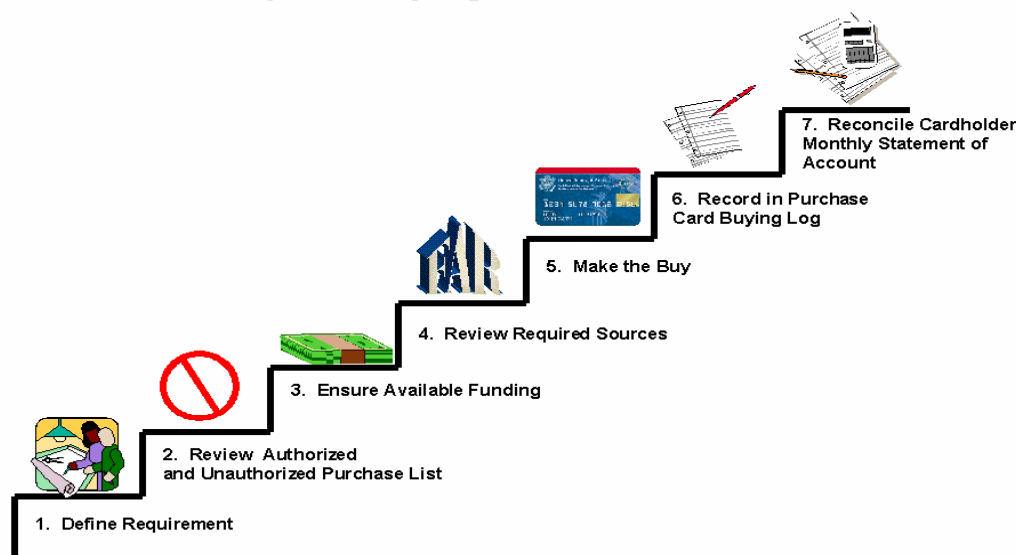 7. Reconcile Cardholder
Monthly Statement of
Account
6. Record in Purchase
Card Buying Log
5. Make the Buy
FAR
4. Review Required Sources
3. Ensure Available Funding
2. Review Authorized
and Unauthorized Purchase List
1. Define Requirement